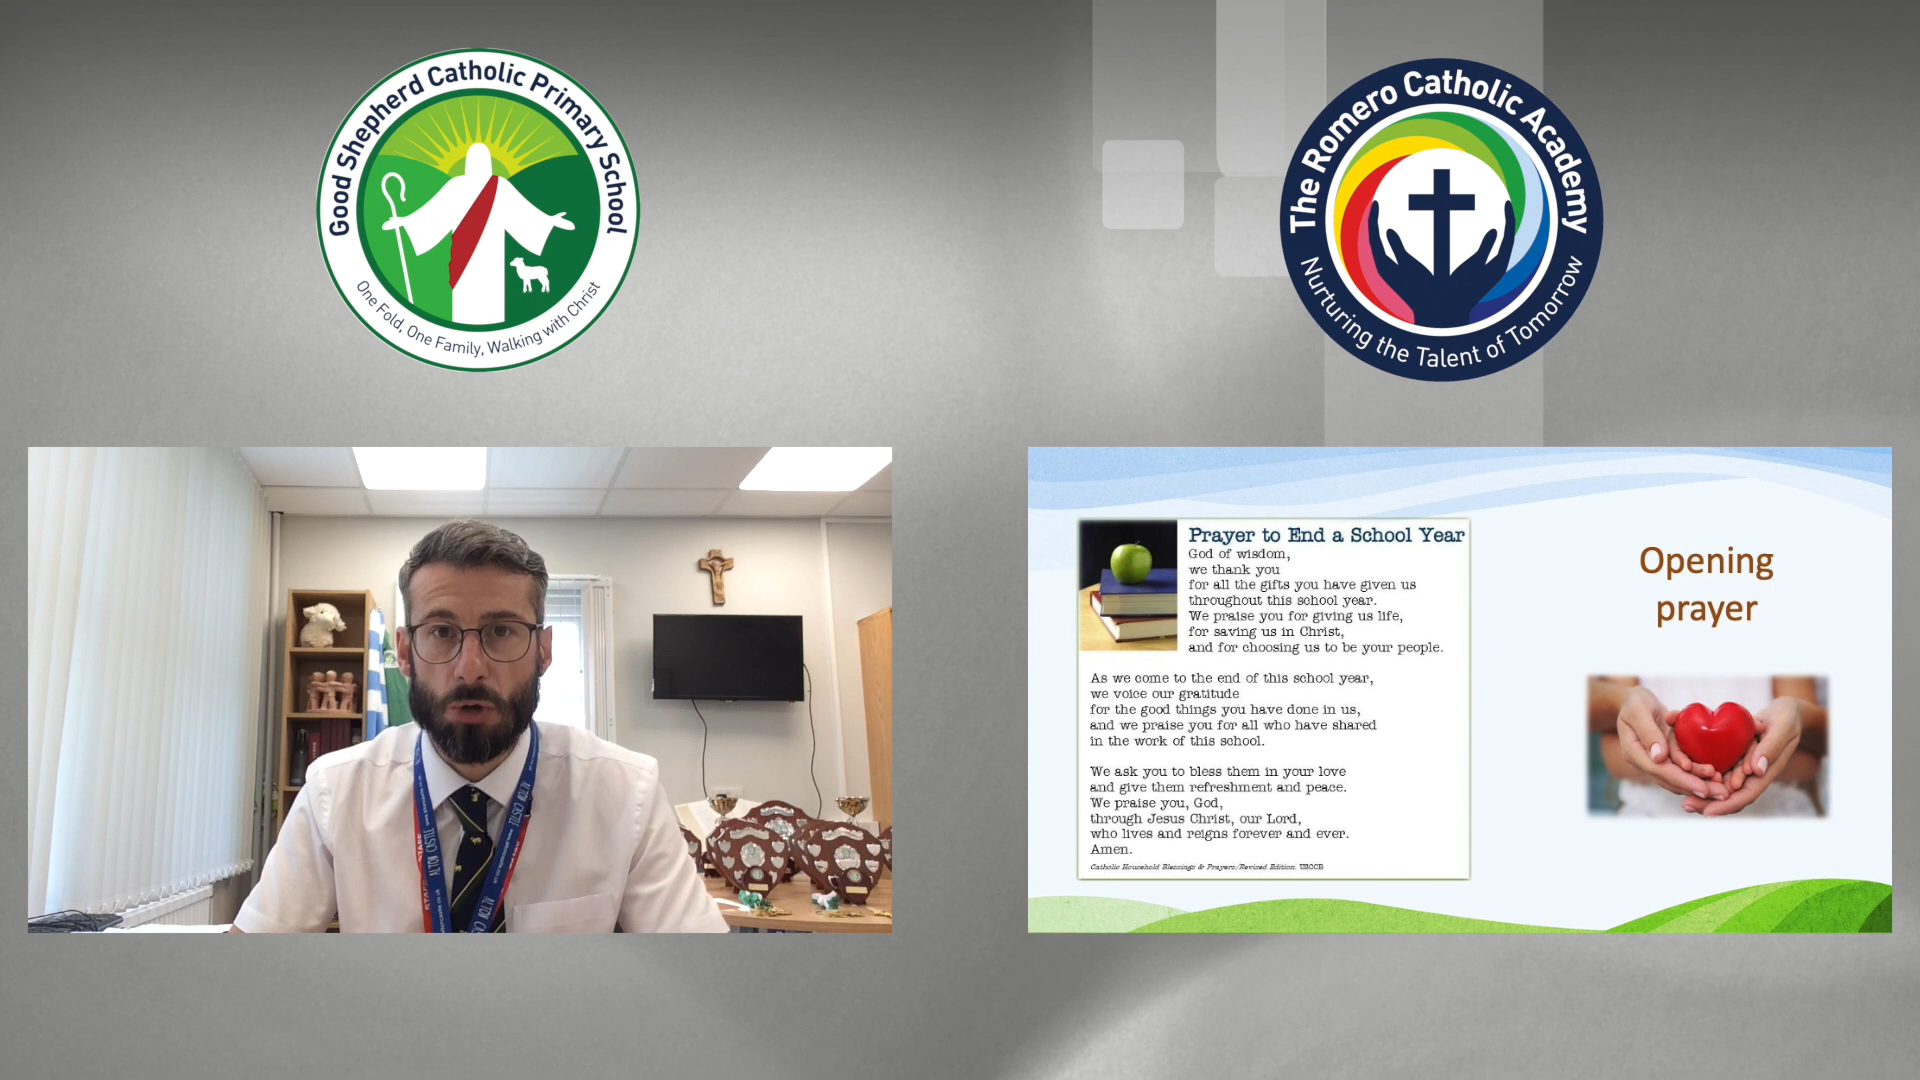 Good Shepherd Catholic Primary School
One Fold, One Family, Walking with Christ
The Romero Catholic Academy
Nurturing the Talent of Tomorrow
ALTON CASTLE
ALTON
ALTON CASTLE
Prayer to End a School Year
God of wisdom,
we thank you
for all the gifts you have given us
throughout this school year.
We praise you for giving us life,
for saving us in Christ,
and for choosing us to be your people.
As we come to the end of this school year,
we voice our gratitude
for the good things you have done in us,
and we praise you for all who have shared
in the work of this school.
We ask you to bless them in your love
and give them refreshment and peace.
We praise you, God,
through Jesus Christ, our Lord,
who lives and reigns forever and ever.
Amen.
Catholic Household Blessings & Prayers/Revised Edition. USCCB
Opening
prayer